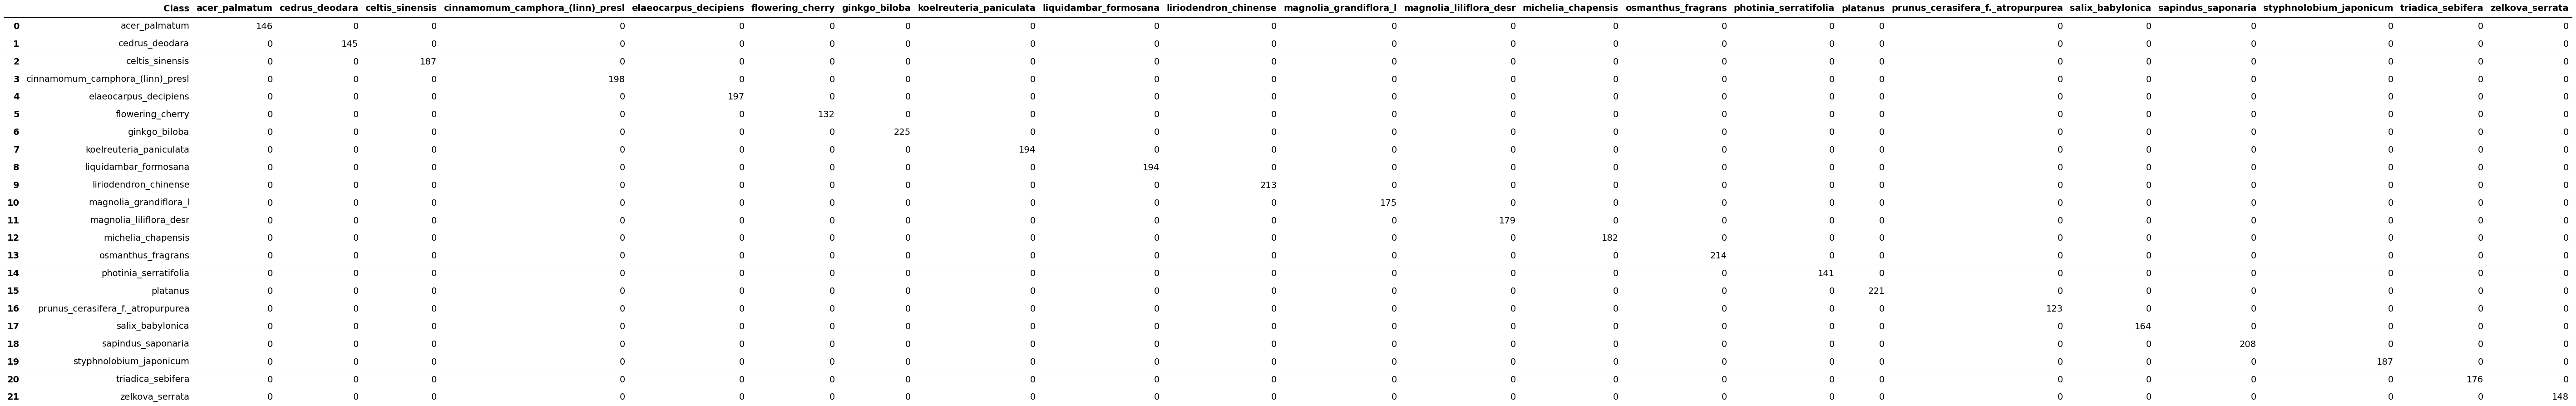 Class acer_palmatum cedrus_deodara celtis_sinensis cinnamomum_camphora_(linn)_presl elaeocarpus_decipiens flowering_cherry ginkgo_biloba koelreuteria_paniculata liquidambar_formosana liriodendron_chinense magnolia_grandiflora_l magnolia_liliflora_desr michelia_chapensis osmanthus_fragrans photinia_serratifolia platanus prunus_cerasifera_f._atropurpurea salix_babylonica sapindus_saponaria styphnolobium_japonicum triadica_sebifera zelkova_serrata
0 acer_palmatum 146 0 0 0 0 0 0 0 0 0 0 0 0 0 0 0 0 0 0 0 0 0
1 cedrus_deodara 0 145 0 0 0 0 0 0 0 0 0 0 0 0 0 0 0 0 0 0 0 0
2 celtis_sinensis 0 0 187 0 0 0 0 0 0 0 0 0 0 0 0 0 0 0 0 0 0 0
3 cinnamomum_camphora_(linn)_presl 0 0 0 198 0 0 0 0 0 0 0 0 0 0 0 0 0 0 0 0 0 0
4 elaeocarpus_decipiens 0 0 0 0 197 0 0 0 0 0 0 0 0 0 0 0 0 0 0 0 0 0
5 flowering_cherry 0 0 0 0 0 132 0 0 0 0 0 0 0 0 0 0 0 0 0 0 0 0
6 ginkgo_biloba 0 0 0 0 0 0 225 0 0 0 0 0 0 0 0 0 0 0 0 0 0 0
7 koelreuteria_paniculata 0 0 0 0 0 0 0 194 0 0 0 0 0 0 0 0 0 0 0 0 0 0
8 liquidambar_formosana 0 0 0 0 0 0 0 0 194 0 0 0 0 0 0 0 0 0 0 0 0 0
9 liriodendron_chinense 0 0 0 0 0 0 0 0 0 213 0 0 0 0 0 0 0 0 0 0 0 0
10 magnolia_grandiflora_l 0 0 0 0 0 0 0 0 0 0 175 0 0 0 0 0 0 0 0 0 0 0
11 magnolia_liliflora_desr 0 0 0 0 0 0 0 0 0 0 0 179 0 0 0 0 0 0 0 0 0 0
12 michelia_chapensis 0 0 0 0 0 0 0 0 0 0 0 0 182 0 0 0 0 0 0 0 0 0
13 osmanthus_fragrans 0 0 0 0 0 0 0 0 0 0 0 0 0 214 0 0 0 0 0 0 0 0
14 photinia_serratifolia 0 0 0 0 0 0 0 0 0 0 0 0 0 0 141 0 0 0 0 0 0 0
15 platanus 0 0 0 0 0 0 0 0 0 0 0 0 0 0 0 221 0 0 0 0 0 0
16 prunus_cerasifera_f._atropurpurea 0 0 0 0 0 0 0 0 0 0 0 0 0 0 0 0 123 0 0 0 0 0
17 salix_babylonica 0 0 0 0 0 0 0 0 0 0 0 0 0 0 0 0 0 164 0 0 0 0
18 sapindus_saponaria 0 0 0 0 0 0 0 0 0 0 0 0 0 0 0 0 0 0 208 0 0 0
19 styphnolobium_japonicum 0 0 0 0 0 0 0 0 0 0 0 0 0 0 0 0 0 0 0 187 0 0
20 triadica_sebifera 0 0 0 0 0 0 0 0 0 0 0 0 0 0 0 0 0 0 0 0 176 0
21 zelkova_serrata 0 0 0 0 0 0 0 0 0 0 0 0 0 0 0 0 0 0 0 0 0 148